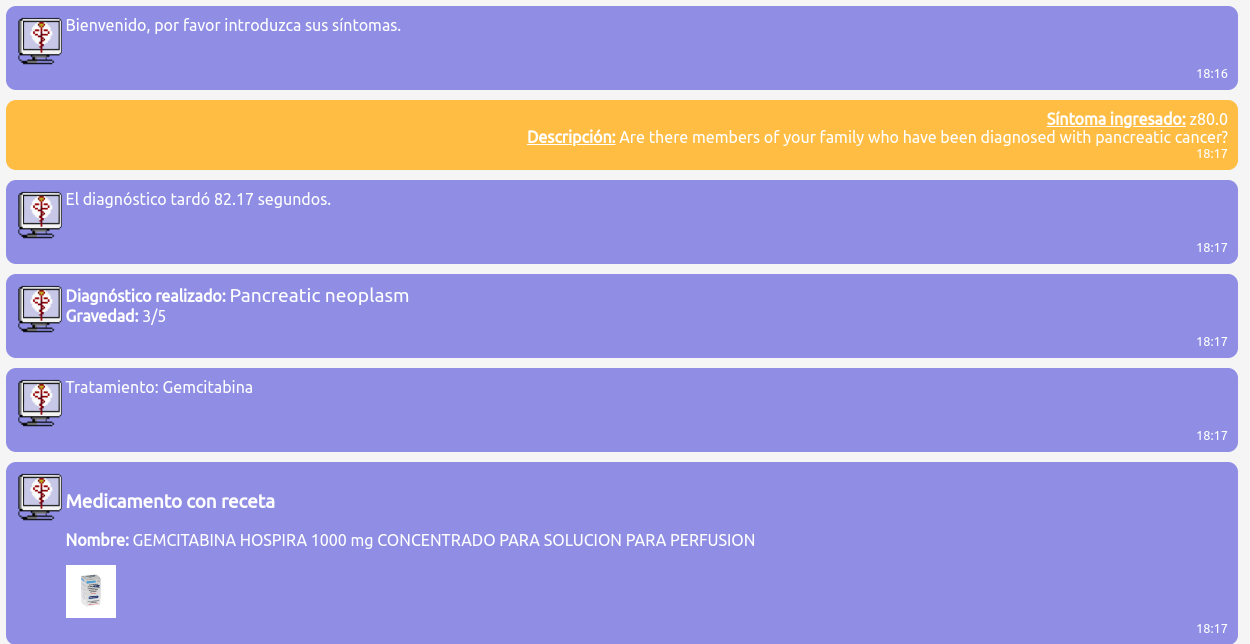 Bienvenido, por favor introduzca sus síntomas.
18:16
Síntoma ingresado: z80.0
Descripción: Are there members of your family who have been diagnosed with pancreatic cancer?
18:17
El diagnóstico tardó 82.17 segundos.
18:17
Diagnóstico realizado: Pancreatic neoplasm
Gravedad: 3/5
18:17
Tratamiento: Gemcitabina
18:17
Medicamento con receta
Nombre: GEMCITABINA HOSPIRA 1000 mg CONCENTRADO PARA SOLUCION PARA PERFUSION
18:17